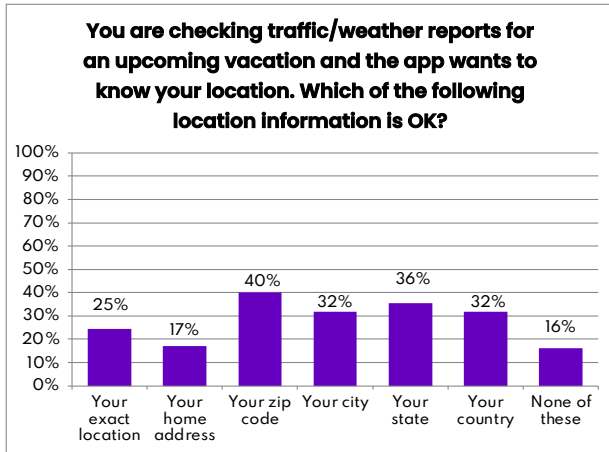 You are checking traffic/weather reports for
an upcoming vacation and the app wants to
know your location. Which of the following
location information is OK?
100%
90%
80%
70%
60%
50%
40%
30%
20%
10%
0%
25%
17%
40%
32%
36%
32%
16%
Your exact location
Your home address
Your zip code
Your city
Your state
Your country
None of these